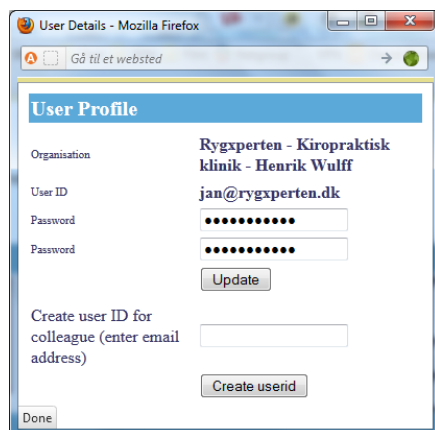 User Details - Mozilla Firefox
Gå til et websted
User Profile
Organisation
Rygxperten - Kiropraktisk
klinik - Henrik Wulff
User ID
jan@rygxperten.dk
Password
●●●●●●●●●●●
Password
●●●●●●●●●●●
Update
Create user ID for
colleague (enter email
address)
Create userid
Done